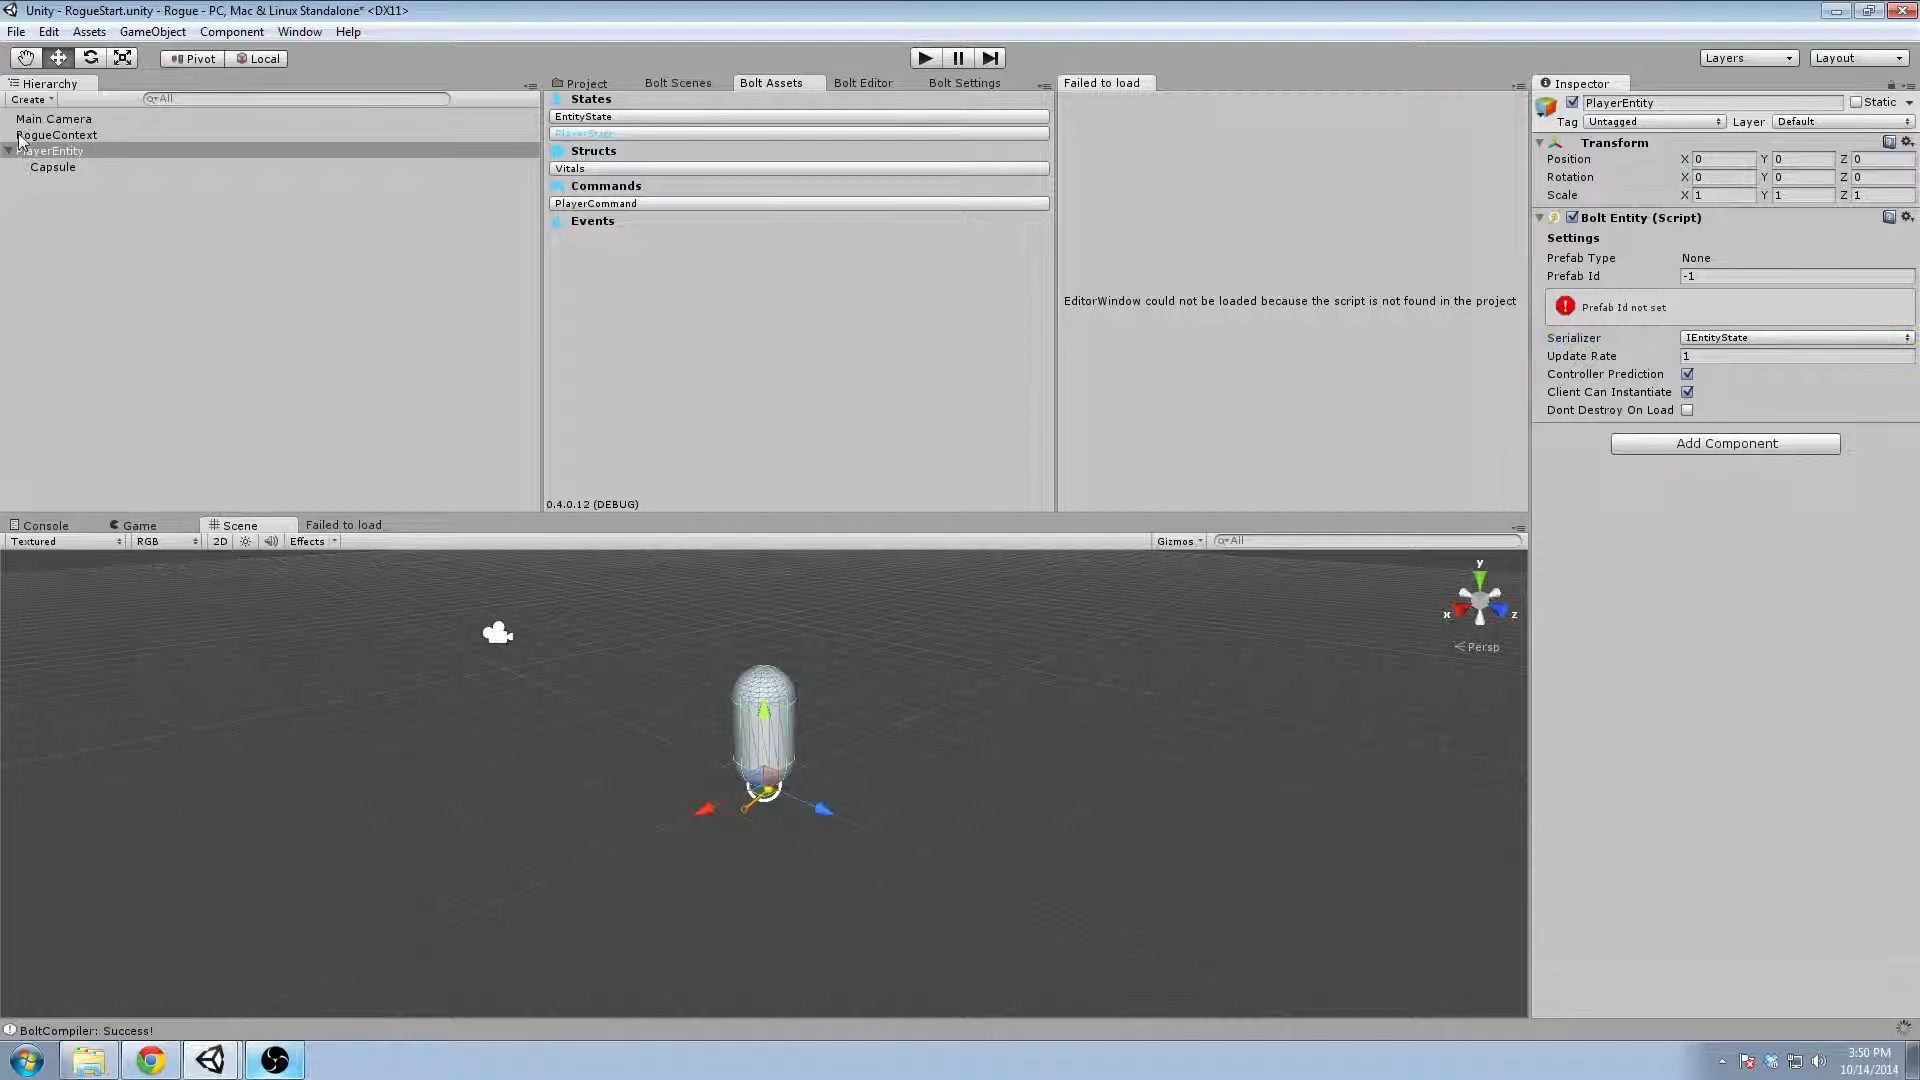 Unity - RogueStart.unity - Rogue - PC, Mac & Linux Standalone* <DX11>
File Edit Assets GameObject Component Window Help
Pivot Local Layers Layout
Hierarchy Project Bolt Scenes Bolt Assets Bolt Editor Bolt Settings Failed to load Inspector
Create All
Main Camera
RogueContext
PlayerEntity
Capsule
States
EntityState
PlayerState
Structs
Vitals
Commands
PlayerCommand
Events
0.4.0.12 (DEBUG)
EditorWindow could not be loaded because the script is not found in the project
PlayerEntity Static
Tag Untagged Layer Default
Transform
Position X 0 Y 0 Z 0
Rotation X 0 Y 0 Z 0
Scale X 1 Y 1 Z 1
Bolt Entity (Script)
Settings
Prefab Type None
Prefab Id -1
Prefab Id not set
Serializer IEntityState
Update Rate 1
Controller Prediction
Client Can Instantiate
Dont Destroy On Load
Add Component
Console Game Scene Failed to load
Textured RGB 2D Effects Gizmos All
y
x z
Persp
BoltCompiler: Success!
3:50 PM
10/14/2014